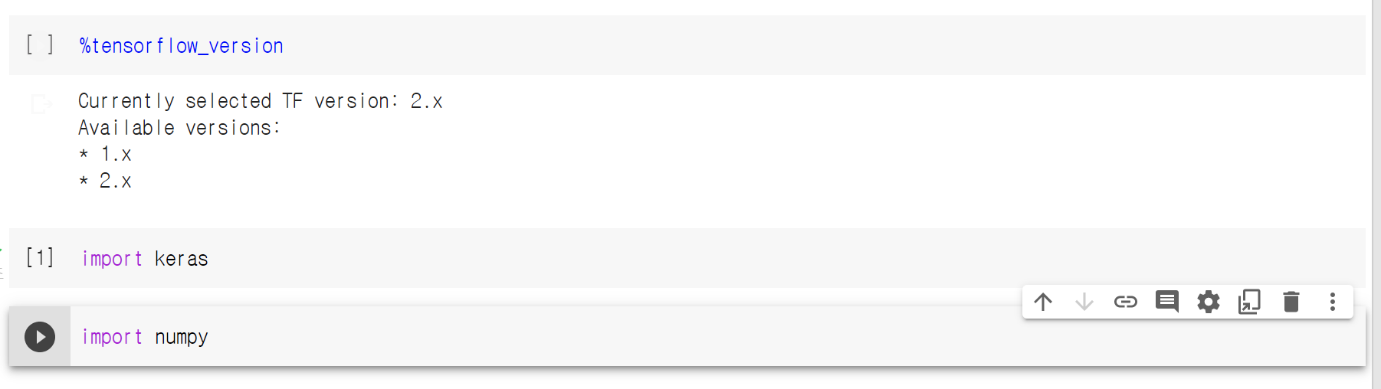 [ ] %tensorflow_version
Currently selected TF version: 2.x
Available versions:
* 1.x
* 2.x
[1] import keras
import numpy